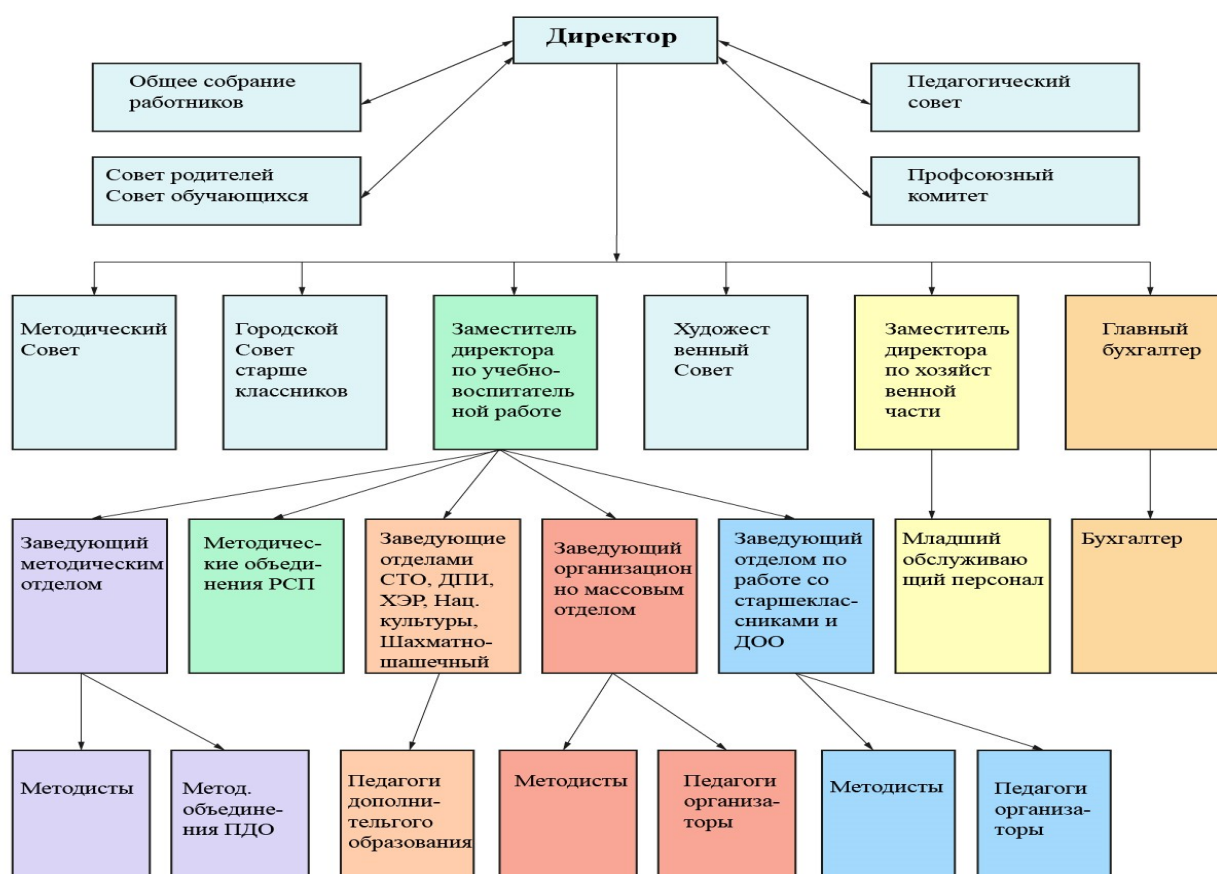 Директор
Общее собрание
работников
Педагогический
совет
Совет родителей
Совет обучающихся
Профсоюзный
комитет
Методический
Совет
Городской
Совет
старше
классников
Заместитель
директора
по учебно-
воспитатель
ной работе
Художест
венный
Совет
Заместитель
директора
по хозяйст
венной
части
Главный
бухгалтер
Заведующий
методическим
отделом
Методичес-
кие объеди-
нения РСП
Заведующие
отделами
СТО, ДПИ,
ХЭР, Нац.
культуры,
Шахматно-
шашечный
Заведующий
организацион
но массовым
отделом
Заведующий
отделом по
работе со
старшеклас-
сниками и
ДОО
Младший
обслуживаю
щий персонал
Бухгалтер
Методисты
Метод.
объедине-
ния ПДО
Педагоги
дополни-
тельгого
образования
Методисты
Педагоги
организа-
торы
Методисты
Педагоги
организа-
торы